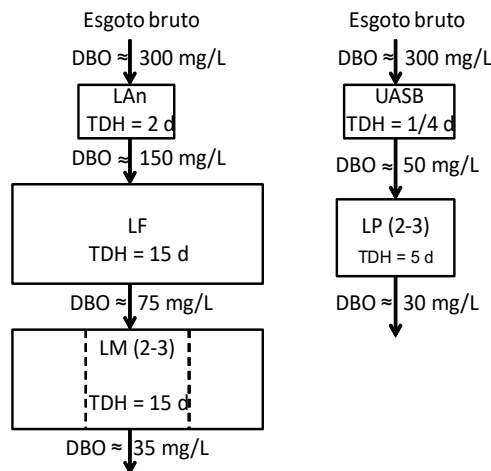 Esgoto bruto
DBO ≈ 300 mg/L
LAn
TDH = 2 d
DBO ≈ 150 mg/L
LF
TDH = 15 d
DBO ≈ 75 mg/L
LM (2-3)
TDH = 15 d
DBO ≈ 35 mg/L
Esgoto bruto
DBO ≈ 300 mg/L
UASB
TDH = 1/4 d
DBO ≈ 50 mg/L
LP (2-3)
TDH = 5 d
DBO ≈ 30 mg/L